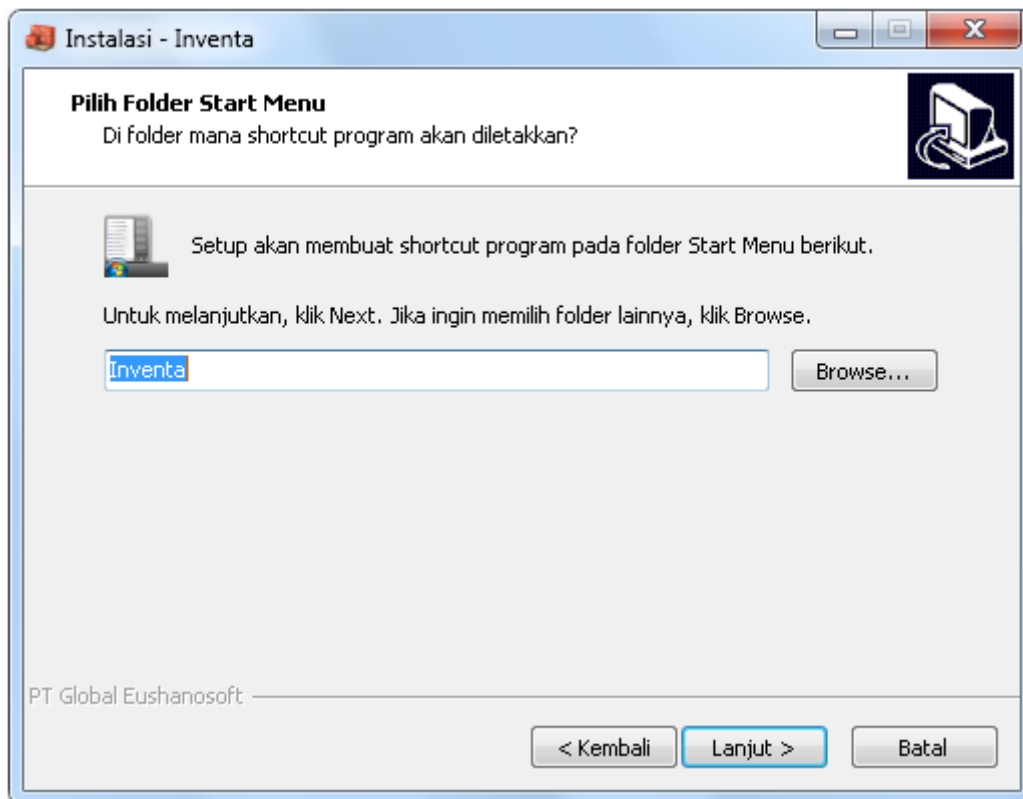 Instalasi - Inventa
Pilih Folder Start Menu
Di folder mana shortcut program akan diletakkan?
Setup akan membuat shortcut program pada folder Start Menu berikut.
Untuk melanjutkan, klik Next. Jika ingin memilih folder lainnya, klik Browse.
Inventa
Browse...
PT Global Eushanosoft
< Kembali
Lanjut >
Batal